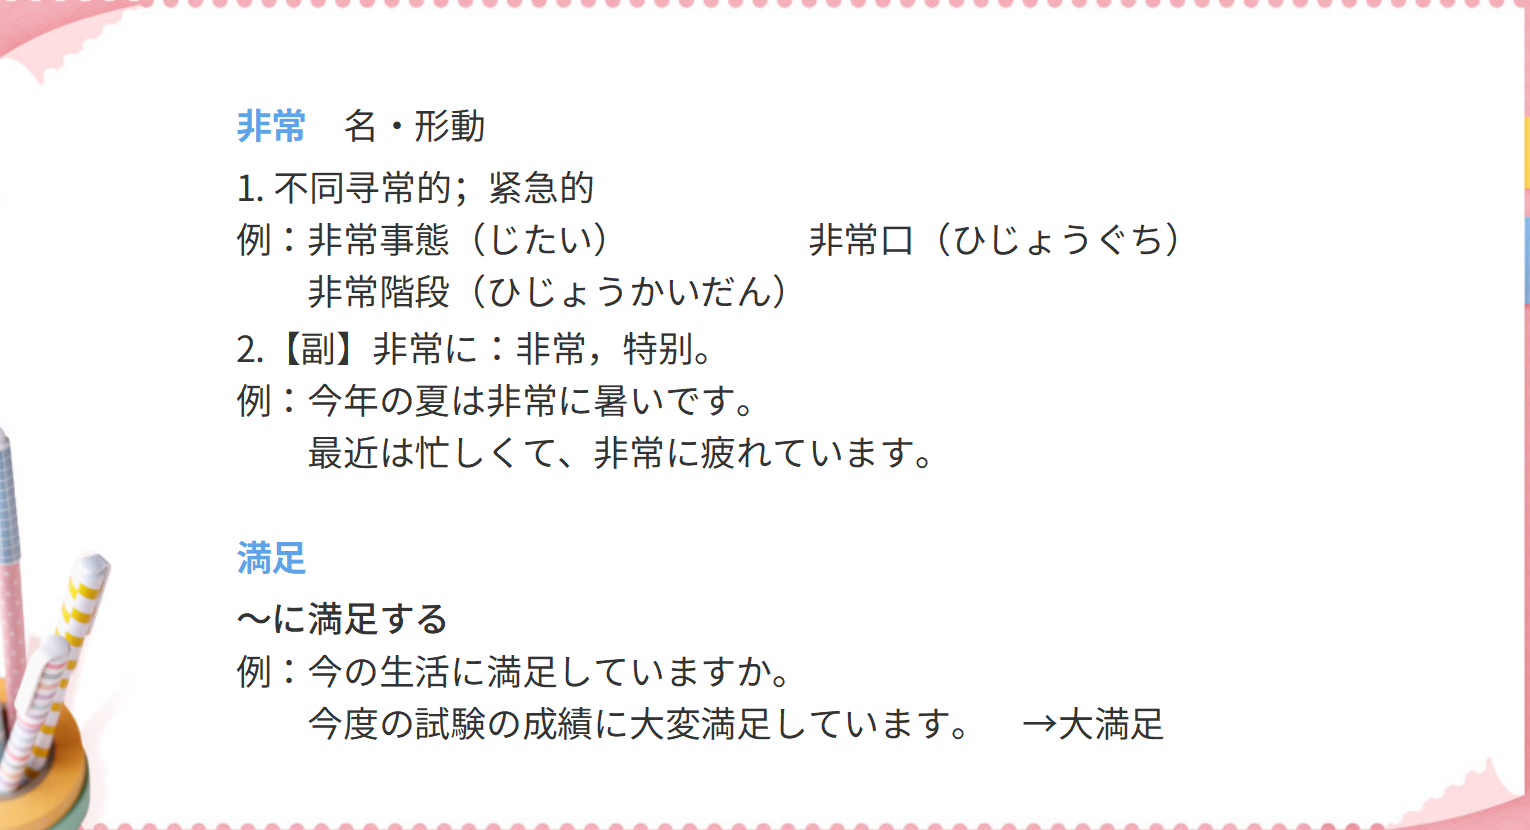 非常　名・形動
1. 不同寻常的；紧急的
例：非常事態（じたい）　　　　　非常口（ひじょうぐち）
非常階段（ひじょうかいだん）
2.【副】非常に：非常，特别。
例：今年の夏は非常に暑いです。
最近は忙しくて、非常に疲れています。
満足
～に満足する
例：今の生活に満足していますか。
今度の試験の成績に大変満足しています。　→大満足